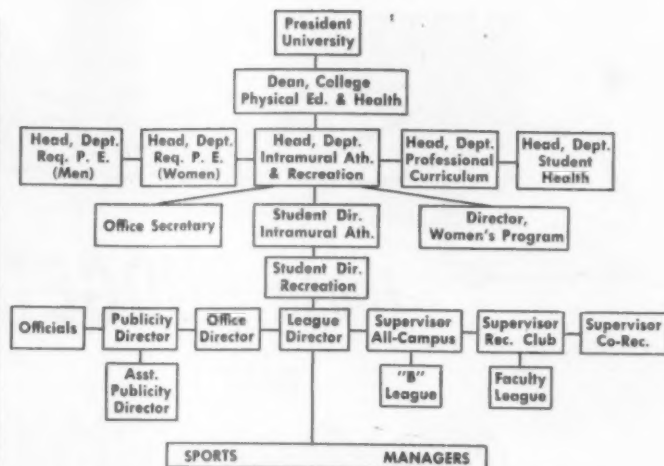 President
University
Dean, College
Physical Ed. & Health
Head, Dept.
Req. P. E.
(Men)
Head, Dept.
Req. P. E.
(Women)
Head, Dept.
Intramural Ath.
& Recreation
Head, Dept.
Professional
Curriculum
Head, Dept.
Student
Health
Office Secretary
Student Dir.
Intramural Ath.
Director,
Women's Program
Student Dir.
Recreation
Officials
Publicity
Director
Office
Director
League
Director
Supervisor
All-Campus
Supervisor
Rec. Club
Supervisor
Co-Rec.
Asst.
Publicity
Director
"B"
League
Faculty
League
SPORTS MANAGERS